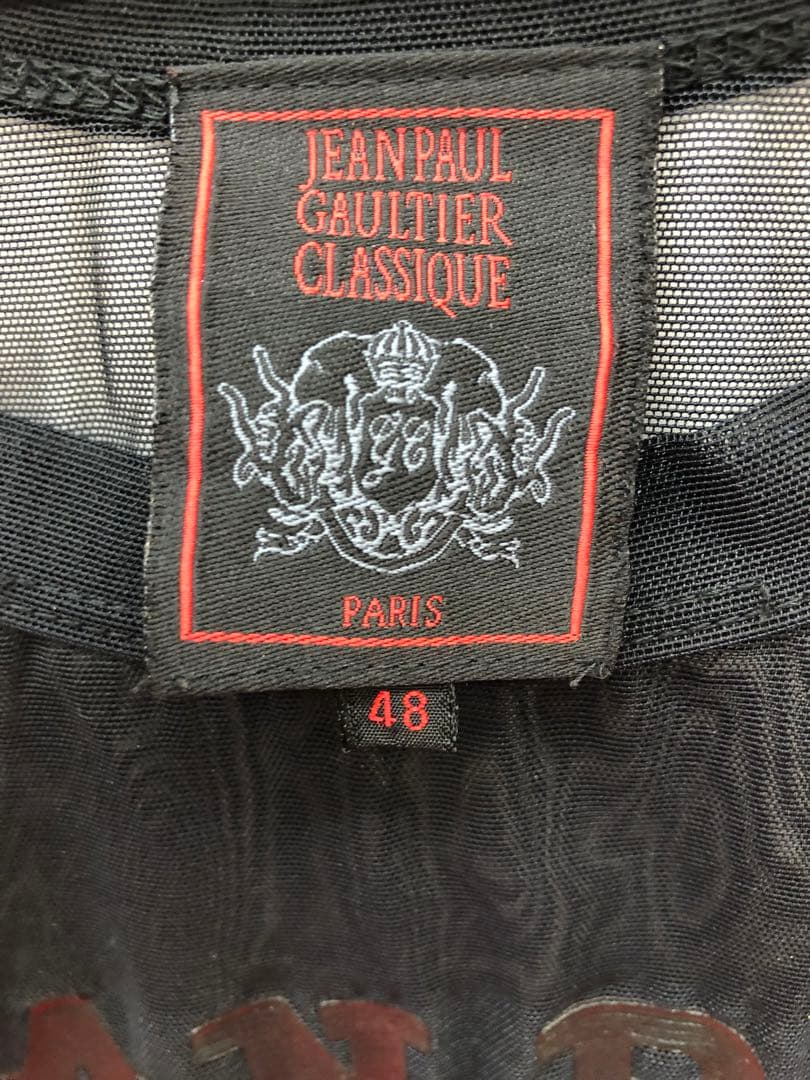 JEAN PAUL
GAULTIER
CLASSIQUE
PARIS
48